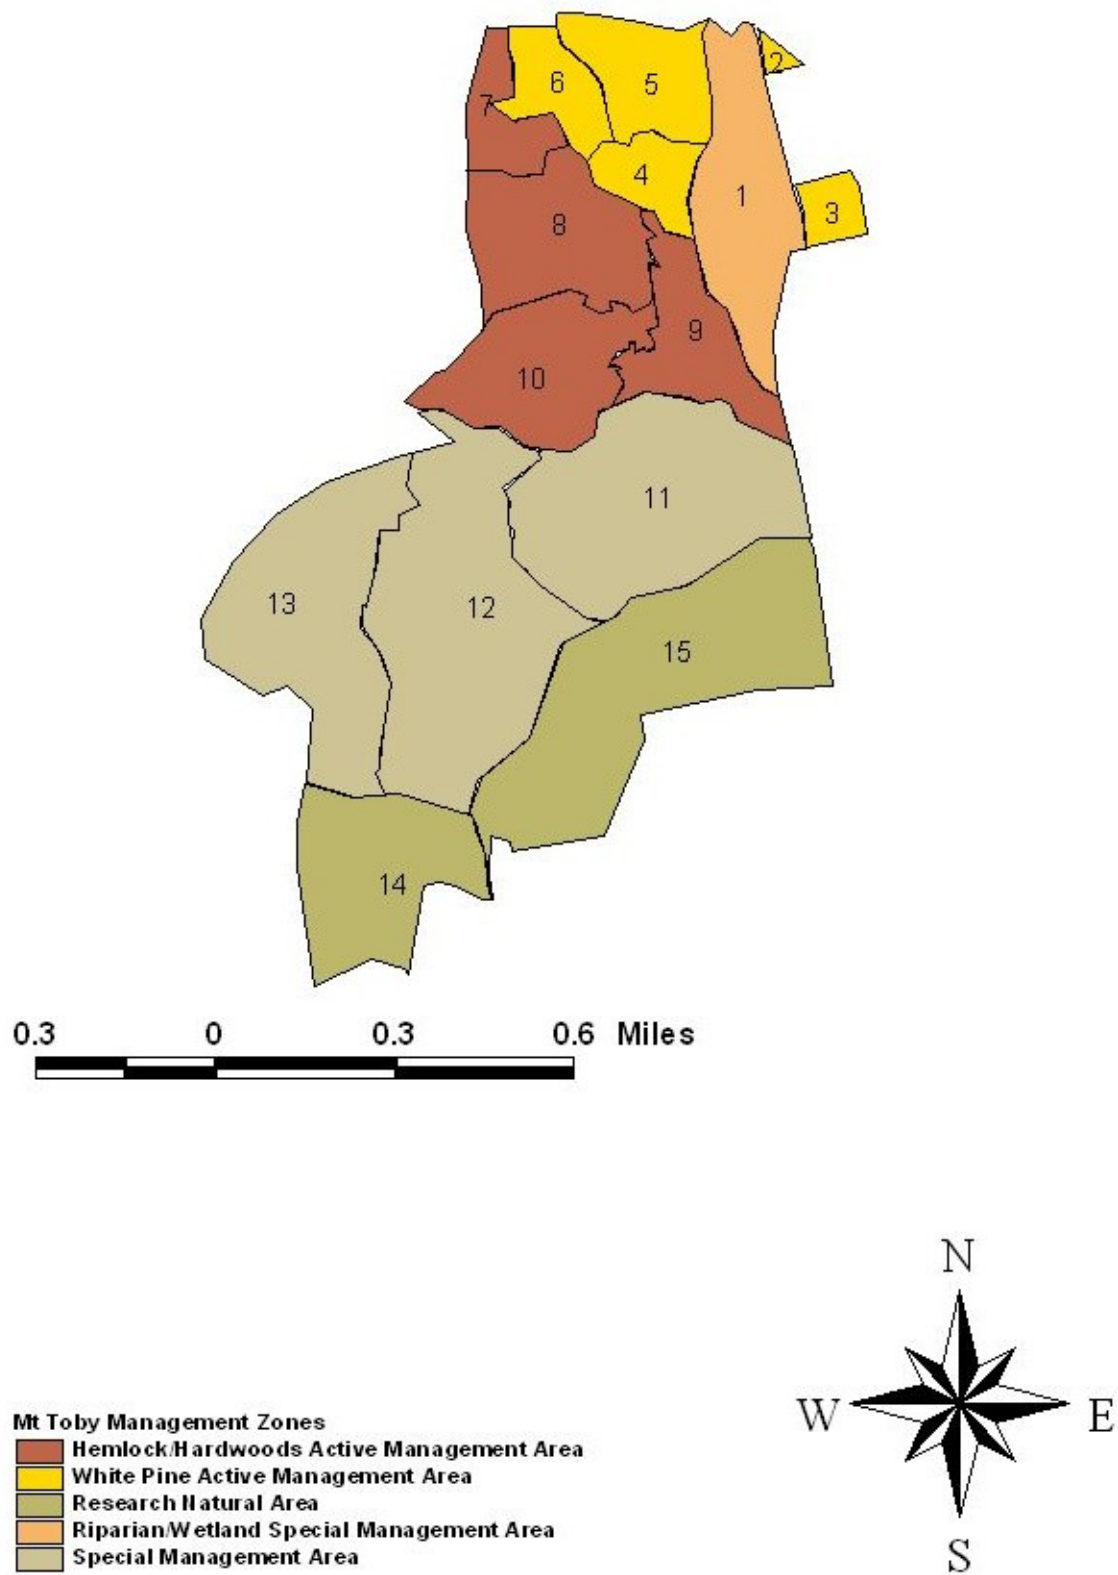 2
6
5
7
4
1
3
8
9
10
11
13
12
15
14
0.3 0 0.3 0.6 Miles
N
W E
S
Mt Toby Management Zones
Hemlock/Hardwoods Active Management Area
White Pine Active Management Area
Research Natural Area
Riparian/Wetland Special Management Area
Special Management Area